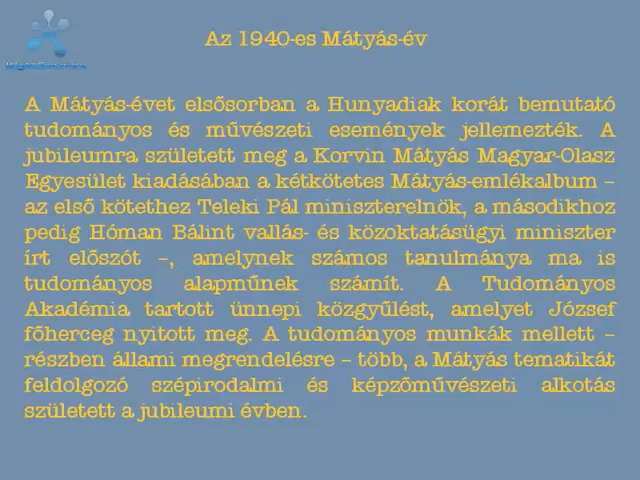 Az 1940-es Mátyás-év
A Mátyás-évet elsősorban a Hunyadiak korát bemutató
tudományos és művészeti események jellemezték. A
jubileumra született meg a Korvin Mátyás Magyar-Olasz
Egyesület kiadásában a kétkötetes Mátyás-emlékalbum –
az első kötethez Teleki Pál miniszterelnök, a másodikhoz
pedig Hóman Bálint vallás- és közoktatásügyi miniszter
írt előszót –, amelynek számos tanulmánya ma is
tudományos alapműnek számít. A Tudományos
Akadémia tartott ünnepi közgyűlést, amelyet József
főherceg nyitott meg. A tudományos munkák mellett –
részben állami megrendelésre – több, a Mátyás tematikát
feldolgozó szépirodalmi és képzőművészeti alkotás
született a jubileumi évben.